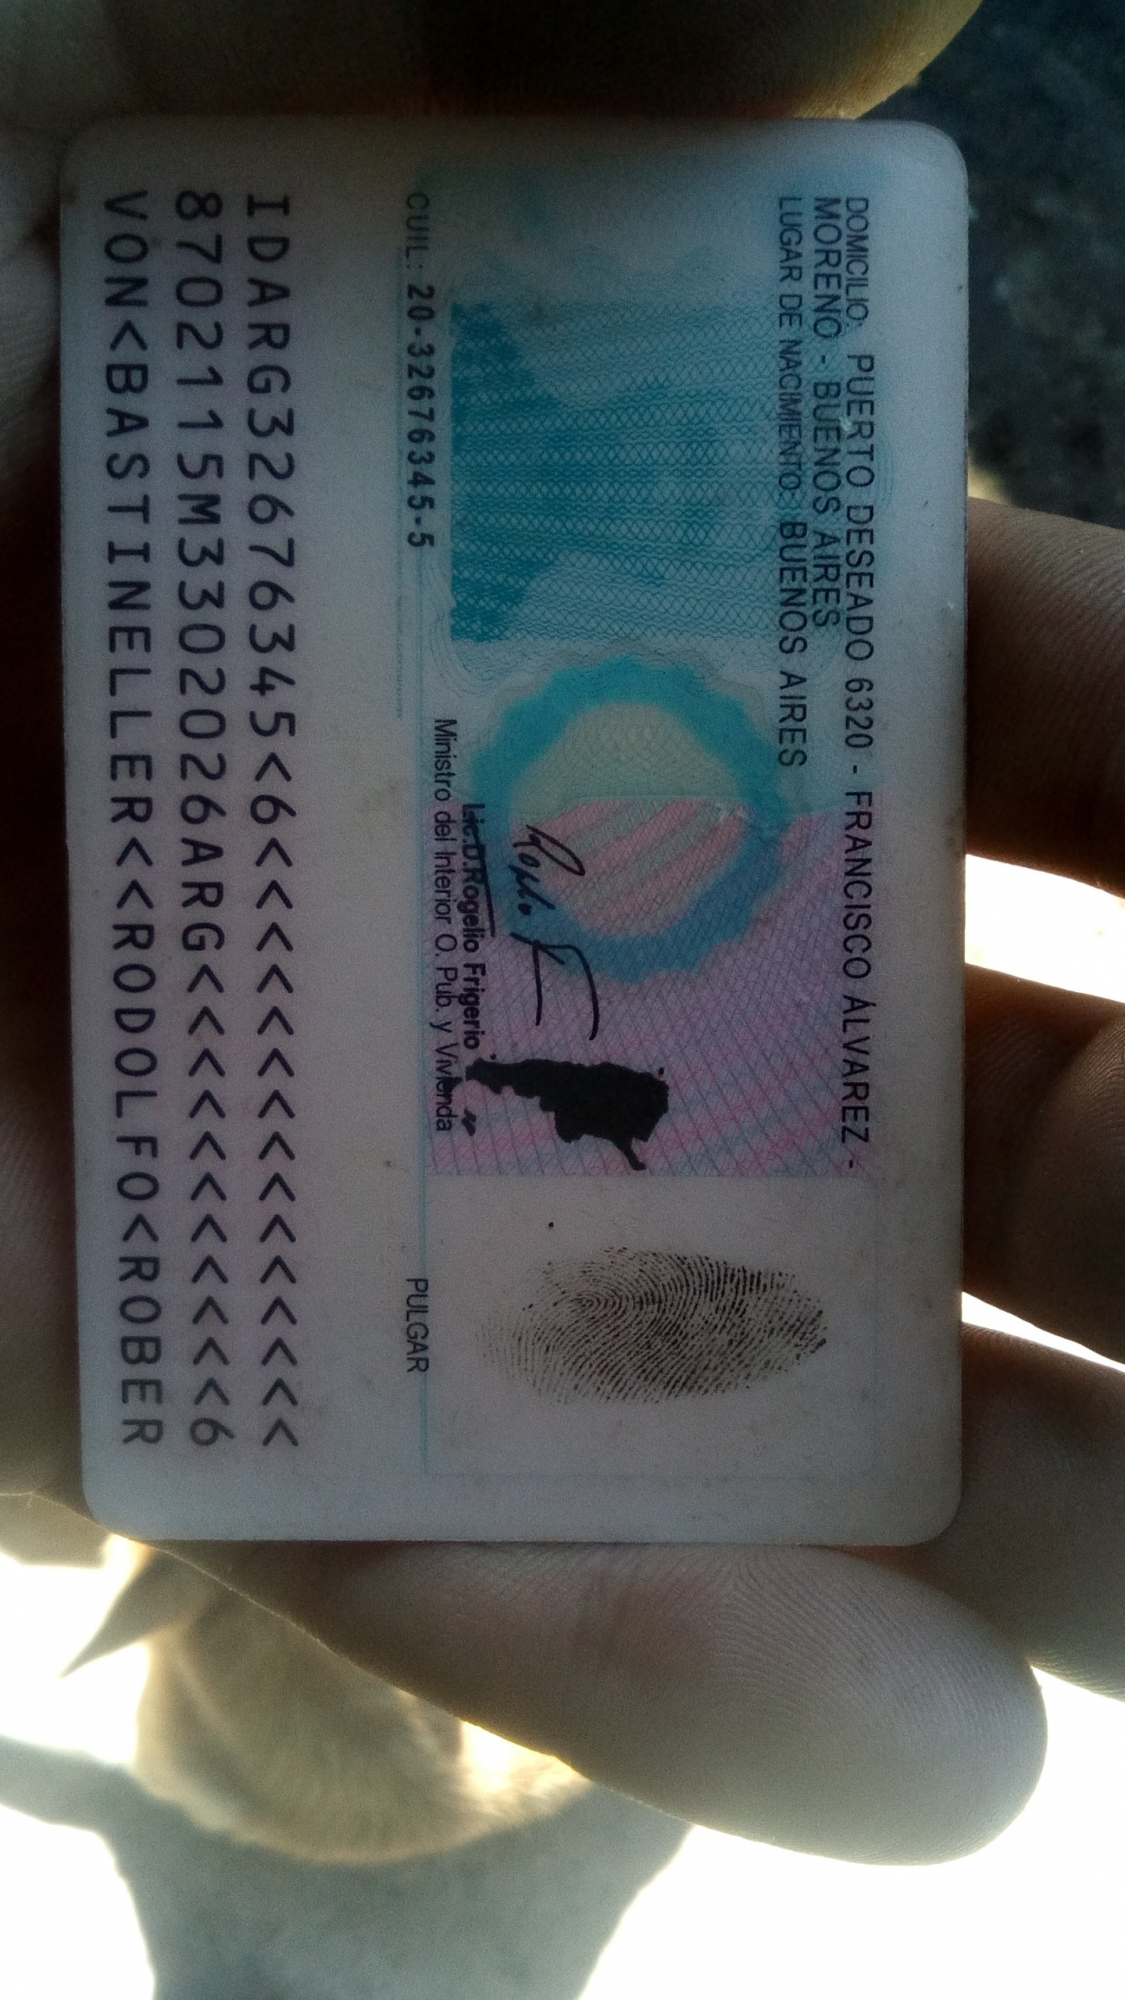 DOMICILIO: PUERTO DESEADO 6320 - FRANCISCO ÁLVAREZ -
MORENO - BUENOS AIRES
LUGAR DE NACIMIENTO: BUENOS AIRES
Lic.D.Rogelio Frigerio
Ministro del Interior O. Pub. y Vivienda
CUIL: 20-32676345-5
PULGAR
IDARG32676345<6<<<<<<<<<<<<<<<
8702115M3302026ARG<<<<<<<<<<<6
VON<BASTINELLER<<RODOLFO<ROBER